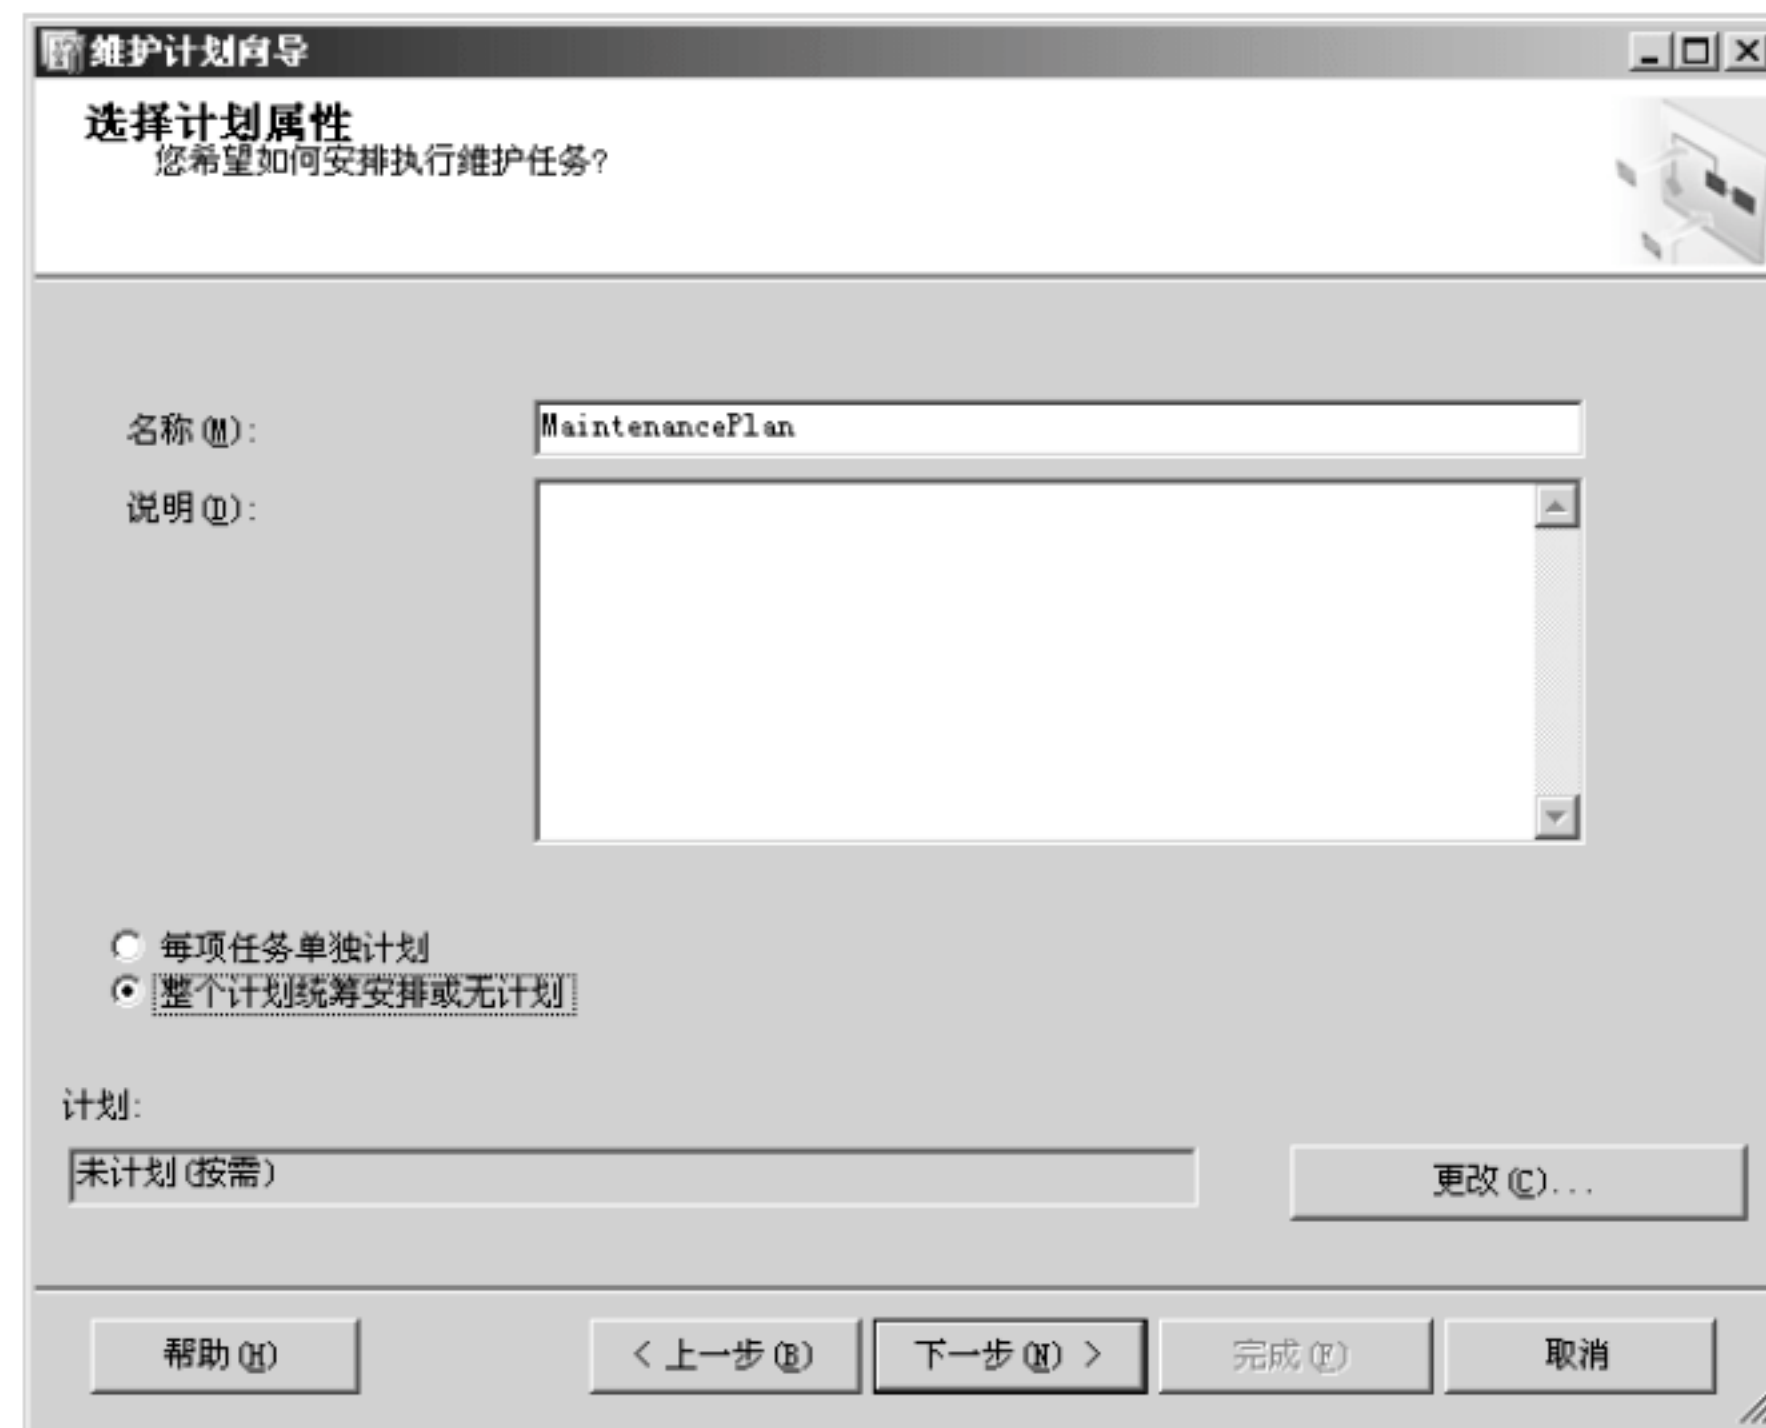 维护计划向导
选择计划属性
您希望如何安排执行维护任务?
名称(M):
MaintenancePlan
说明(D):
每项任务单独计划
整个计划统筹安排或无计划
计划:
未计划(按需)
更改(C)...
帮助(H)
< 上一步(B)
下一步(N) >
完成(F)
取消